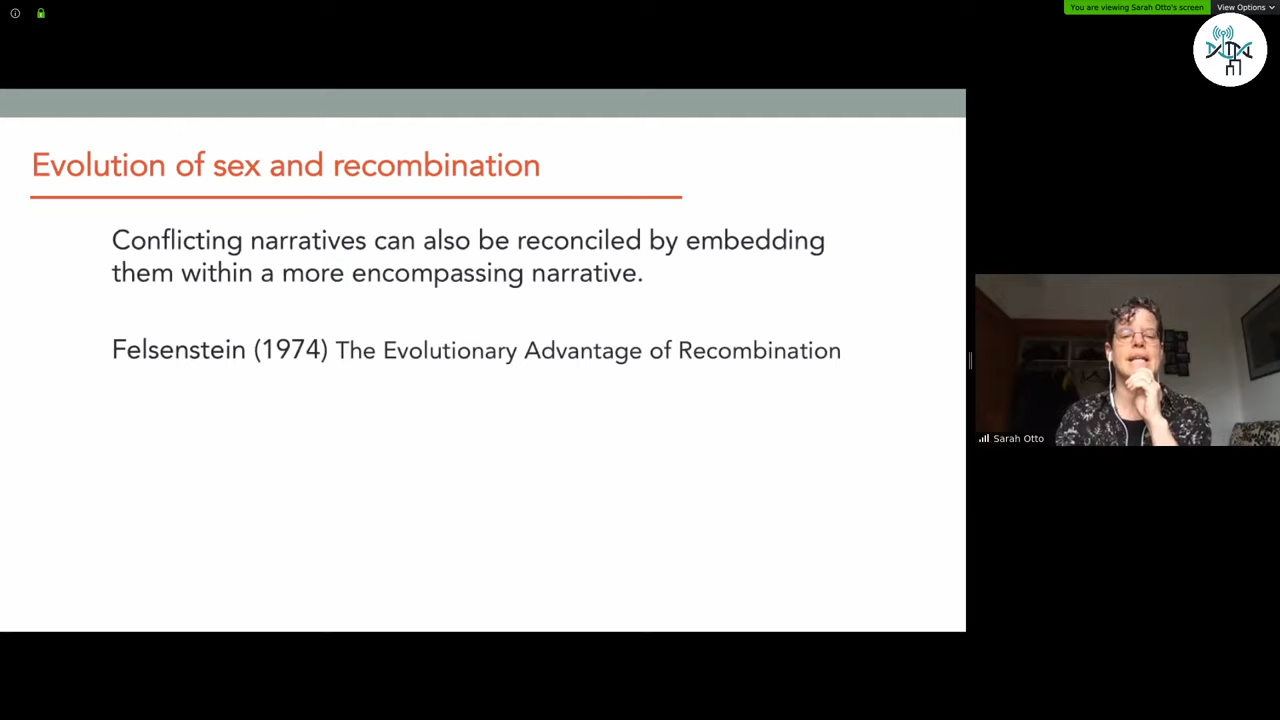 You are viewing Sarah Otto's screen View Options
Evolution of sex and recombination
Conflicting narratives can also be reconciled by embedding
them within a more encompassing narrative.
Felsenstein (1974) The Evolutionary Advantage of Recombination
Sarah Otto